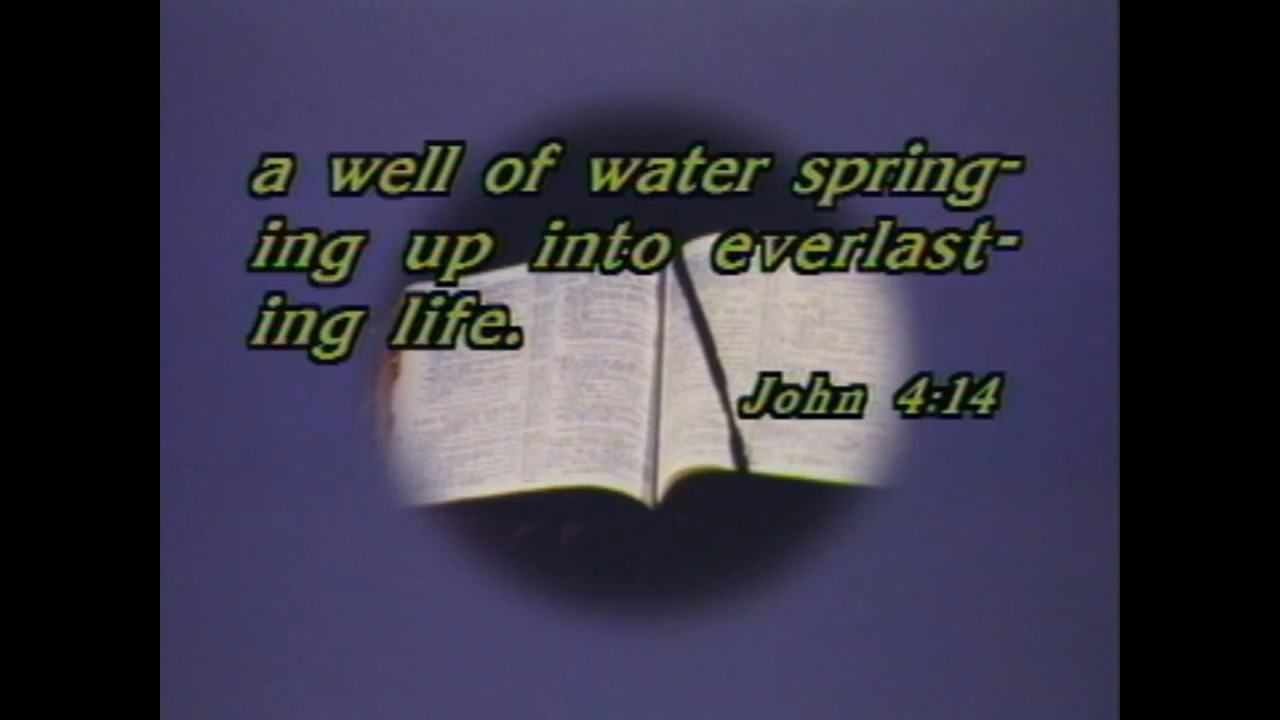 a well of water spring-
ing up into everlast-
ing life.
John 4:14